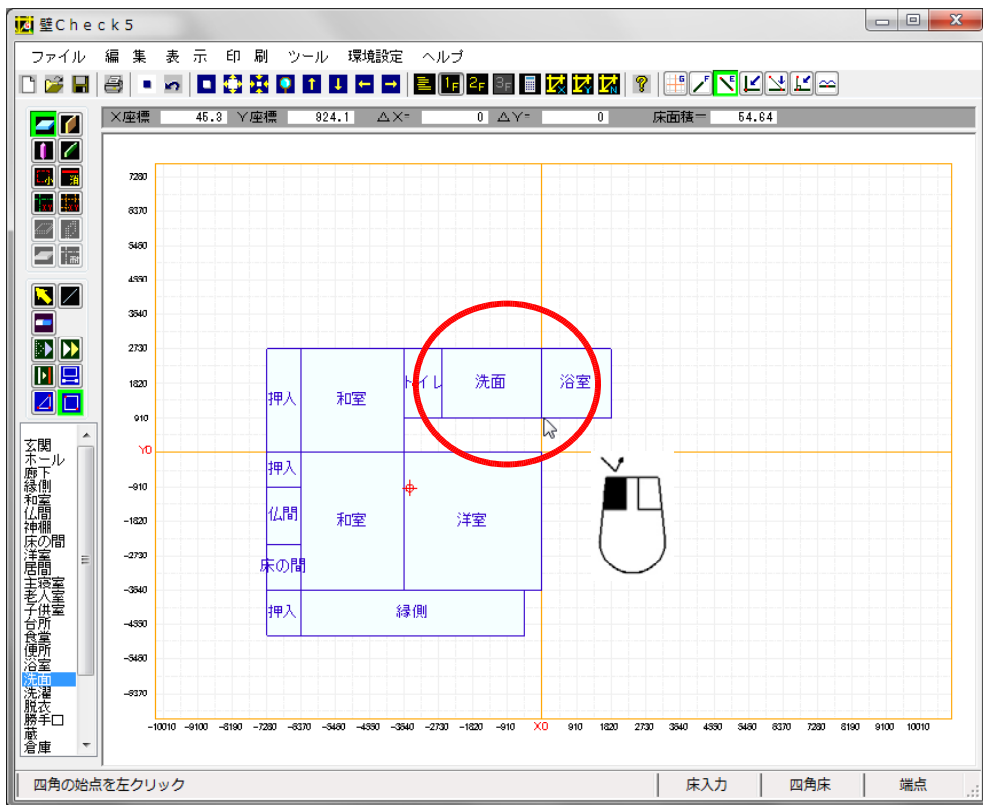 壁Check5
ファイル 編 集 表 示 印 刷 ツール 環境設定 ヘルプ
X座標 45.3 Y座標 924.1 △X= 0 △Y= 0 床面積＝ 54.64
7280
6370
5460
4550
3640
2730
1820
910
Y0
-910
-1820
-2730
-3640
-4550
-5460
-6370
押入 和室 トイレ 洗面 浴室
押入
仏間 和室 洋室
床の間
押入 縁側
-10010 -9100 -8190 -7280 -6370 -5460 -4550 -3640 -2730 -1820 -910 X0 910 1820 2730 3640 4550 5460 6370 7280 8190 9100 10010
玄関
ホール
廊下
縁側
和室
仏間
神棚
床の間
洋室
居間
主寝室
老人室
子供室
台所
食堂
便所
浴室
洗面
洗濯
脱衣
勝手口
蔵
倉庫
四角の始点を左クリック 床入力 四角床 端点